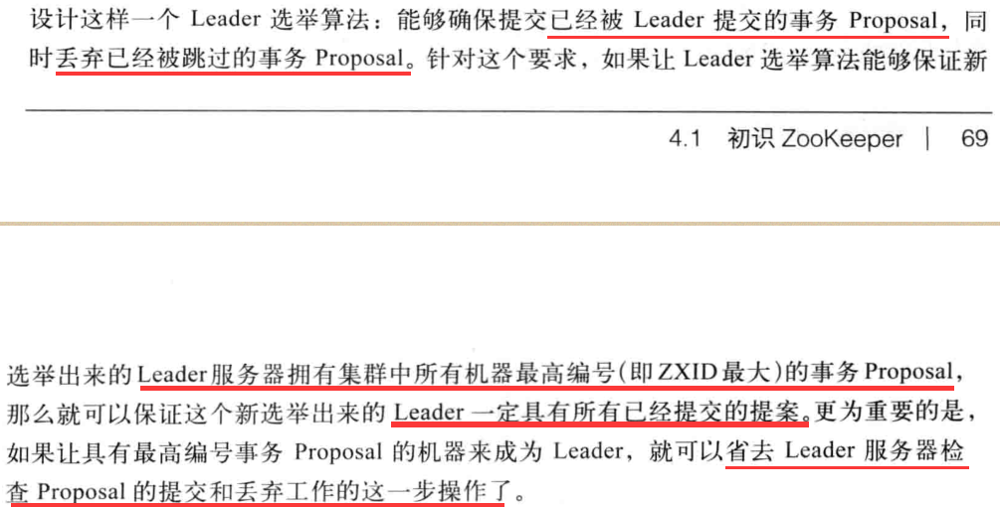 设计这样一个 Leader 选举算法：能够确保提交已经被 Leader 提交的事务 Proposal，同
时丢弃已经被跳过的事务 Proposal。针对这个要求，如果让 Leader 选举算法能够保证新
4.1 初识 ZooKeeper | 69
选举出来的 Leader 服务器拥有集群中所有机器最高编号（即 ZXID 最大）的事务 Proposal，
那么就可以保证这个新选举出来的 Leader 一定具有所有已经提交的提案。更为重要的是，
如果让具有最高编号事务 Proposal 的机器来成为 Leader，就可以省去 Leader 服务器检
查 Proposal 的提交和丢弃工作的这一步操作了。